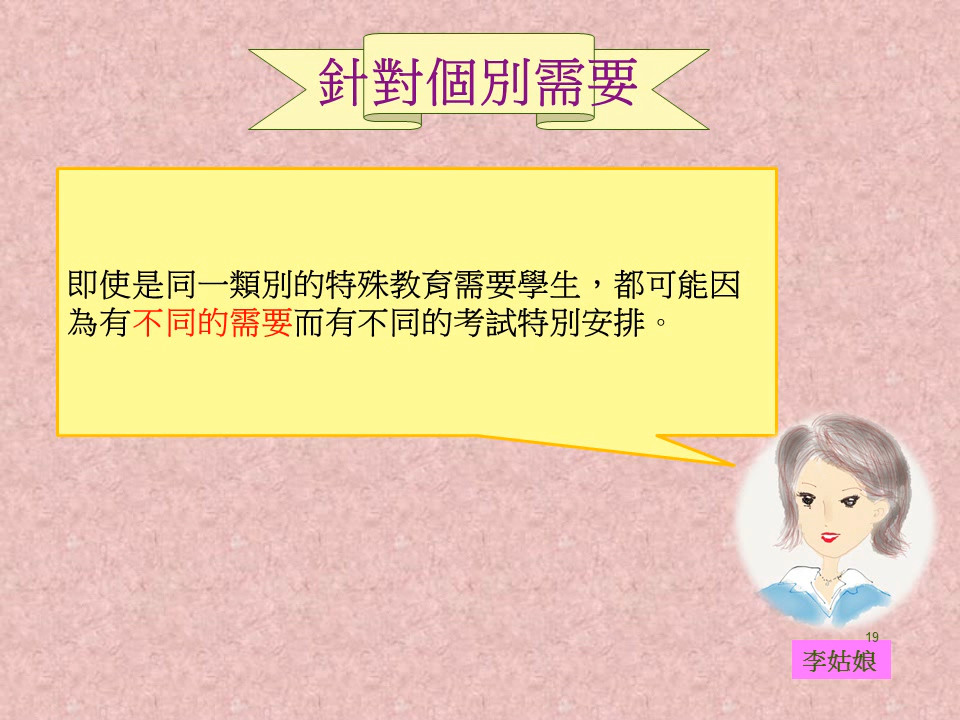 針對個別需要
即使是同一類別的特殊教育需要學生，都可能因
為有不同的需要而有不同的考試特別安排。
19
李姑娘